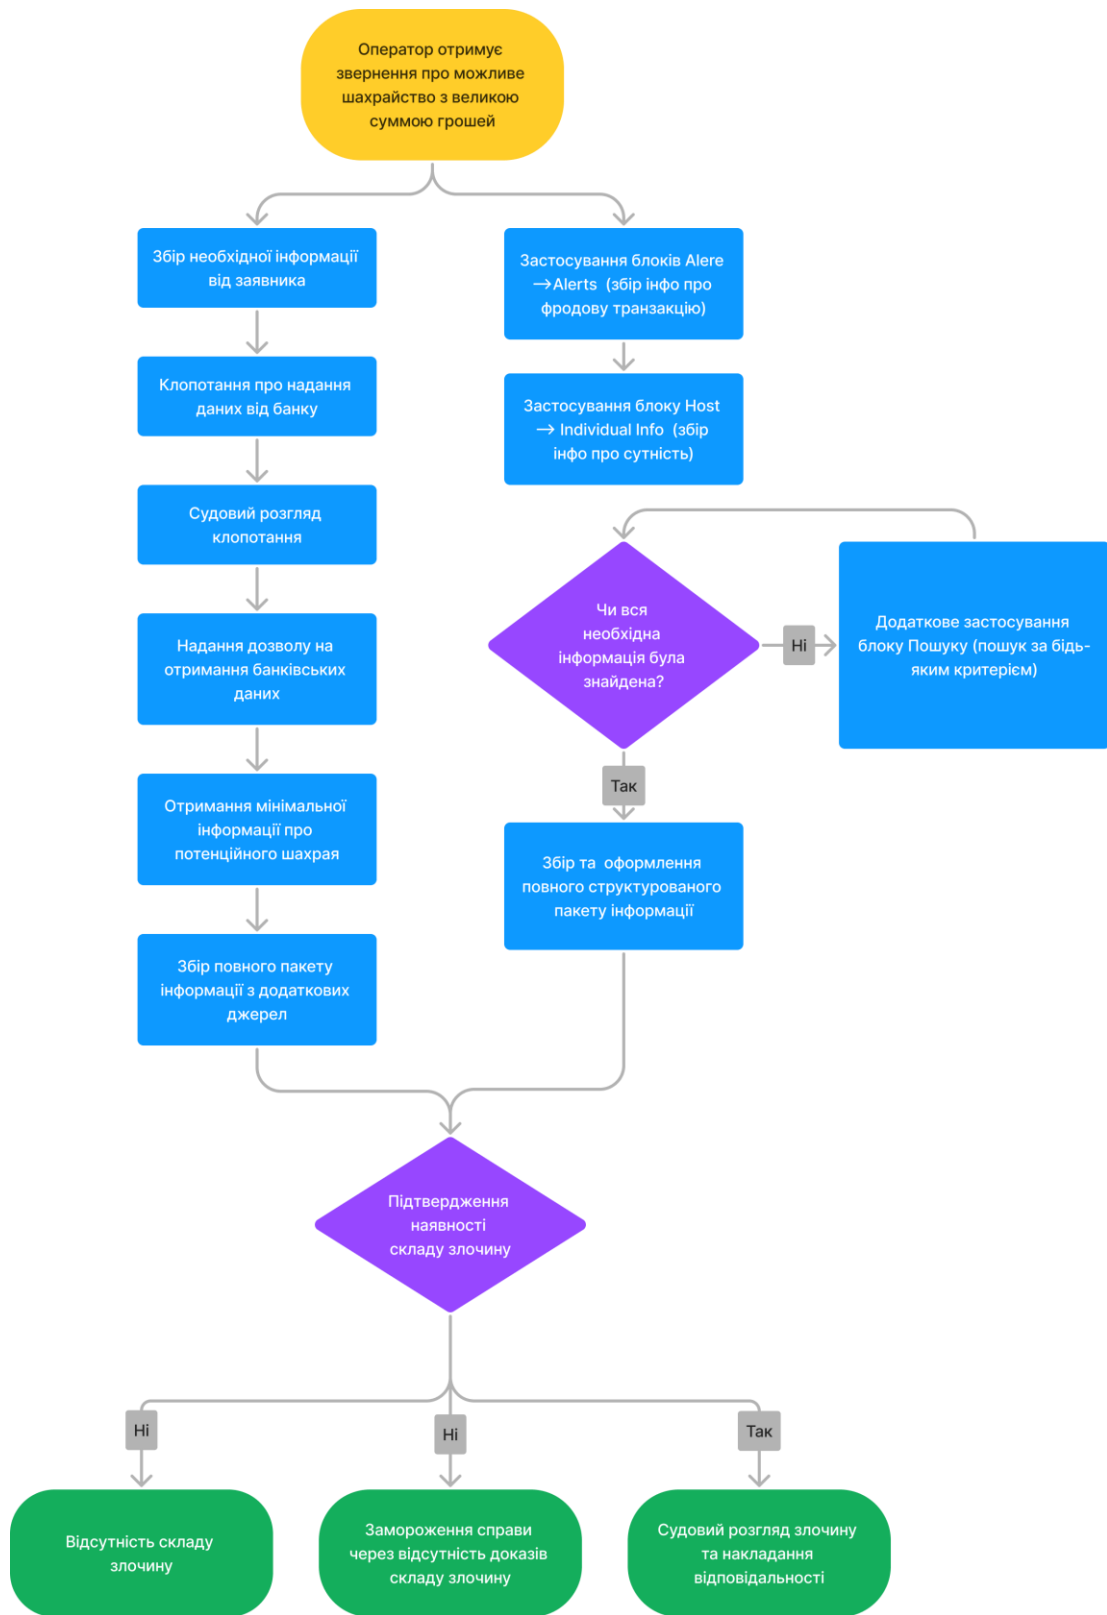 Оператор отримує
звернення про можливе
шахрайство з великою
суммою грошей
Збір необхідної інформації
від заявника
Клопотання про надання
даних від банку
Судовий розгляд
клопотання
Надання дозволу на
отримання банківських
даних
Отримання мінімальної
інформації про
потенційного шахрая
Збір повного пакету
інформації з додаткових
джерел
Застосування блоків Alere
→Alerts (збір інфо про
фродову транзакцію)
Застосування блоку Host
→ Individual Info (збір
інфо про сутність)
Чи вся
необхідна
інформація була
знайдена?
Ні
Додаткове застосування
блоку Пошуку (пошук за бідь-
яким критерієм)
Так
Збір та оформлення
повного структурованого
пакету інформації
Підтвердження
наявності
складу злочину
Ні
Ні
Так
Відсутність складу
злочину
Замороження справи
через відсутність доказів
складу злочину
Судовий розгляд злочину
та накладання
відповідальності